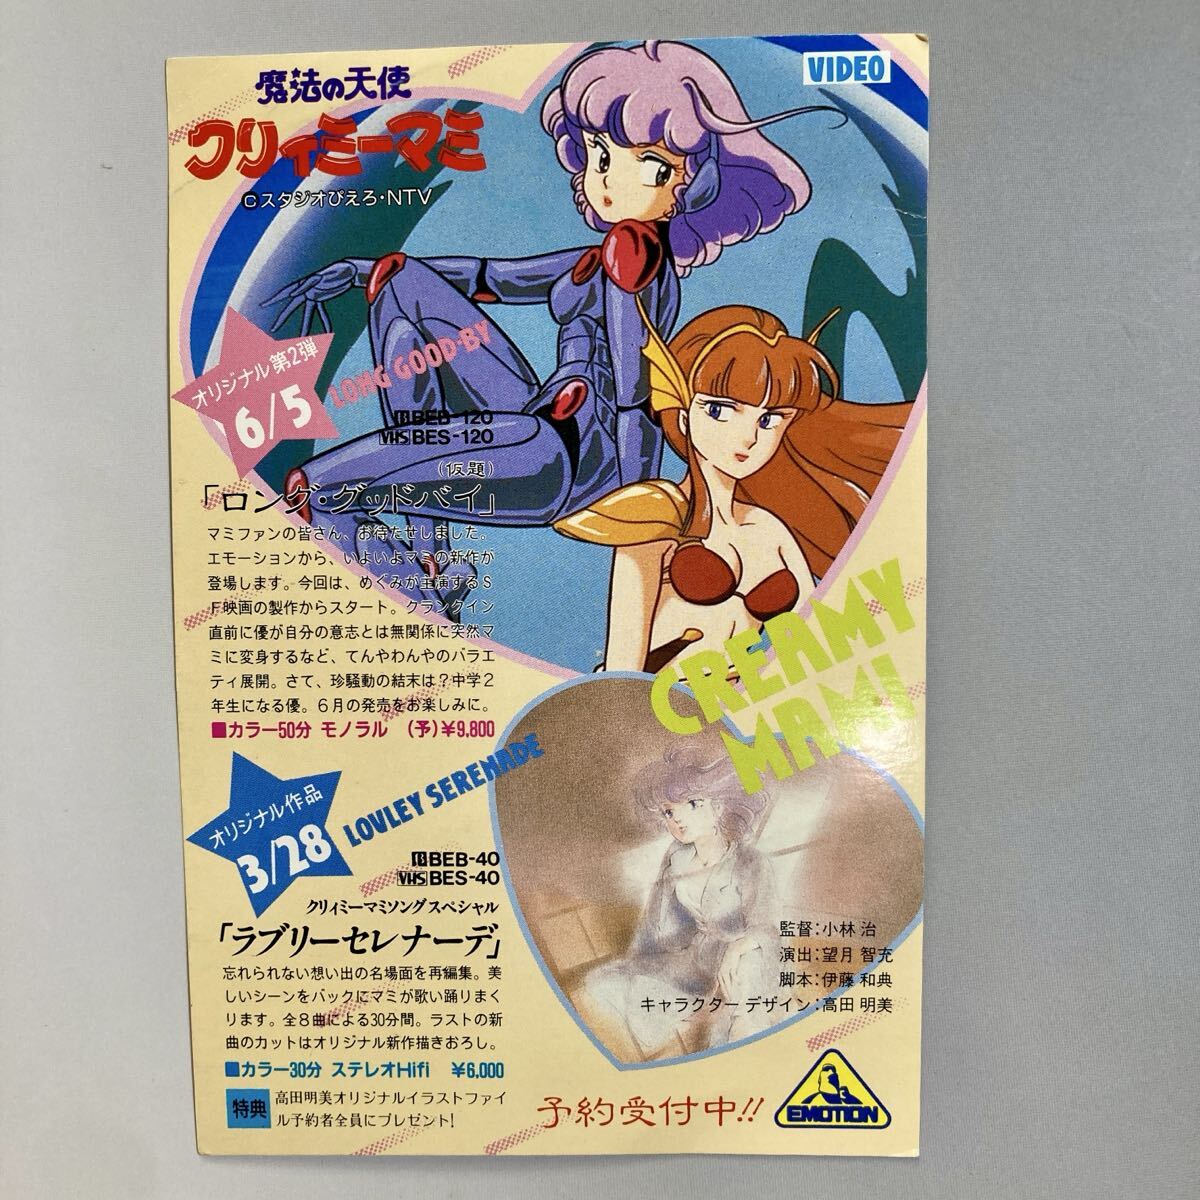 魔法の天使
クリィミーマミ
©スタジオぴえろ・NTV
VIDEO
オリジナル第2弾
6/5
LONG GOOD-BY
BEB-120
VHS BES-120
(仮題)
「ロング・グッドバイ」
マミファンの皆さん、お待たせしました。
エモーションから、いよいよマミの新作が
登場します。今回は、めぐみが主演するS
F映画の製作からスタート。クランクイン
直前に優が自分の意志とは無関係に突然マ
ミに変身するなど、てんやわんやのバラエ
ティ展開。さて、珍騒動の結末は?中学2
年生になる優。6月の発売をお楽しみに。
■カラー50分 モノラル (予)¥9,800
CREAMY
MAMI
オリジナル作品
3/28
LOVLEY SERENADE
BEB-40
VHS BES-40
クリィミーマミソングスペシャル
「ラブリーセレナーデ」
忘れられない想い出の名場面を再編集。美
しいシーンをバックにマミが歌い踊りまく
ります。全8曲による30分間。ラストの新
曲のカットはオリジナル新作描きおろし。
■カラー30分 ステレオHifi ¥6,000
特典
高田明美オリジナルイラストファイ
ル予約者全員にプレゼント!
監督:小林 治
演出:望月 智充
脚本:伊藤 和典
キャラクター デザイン:高田 明美
予約受付中!!
EMOTION